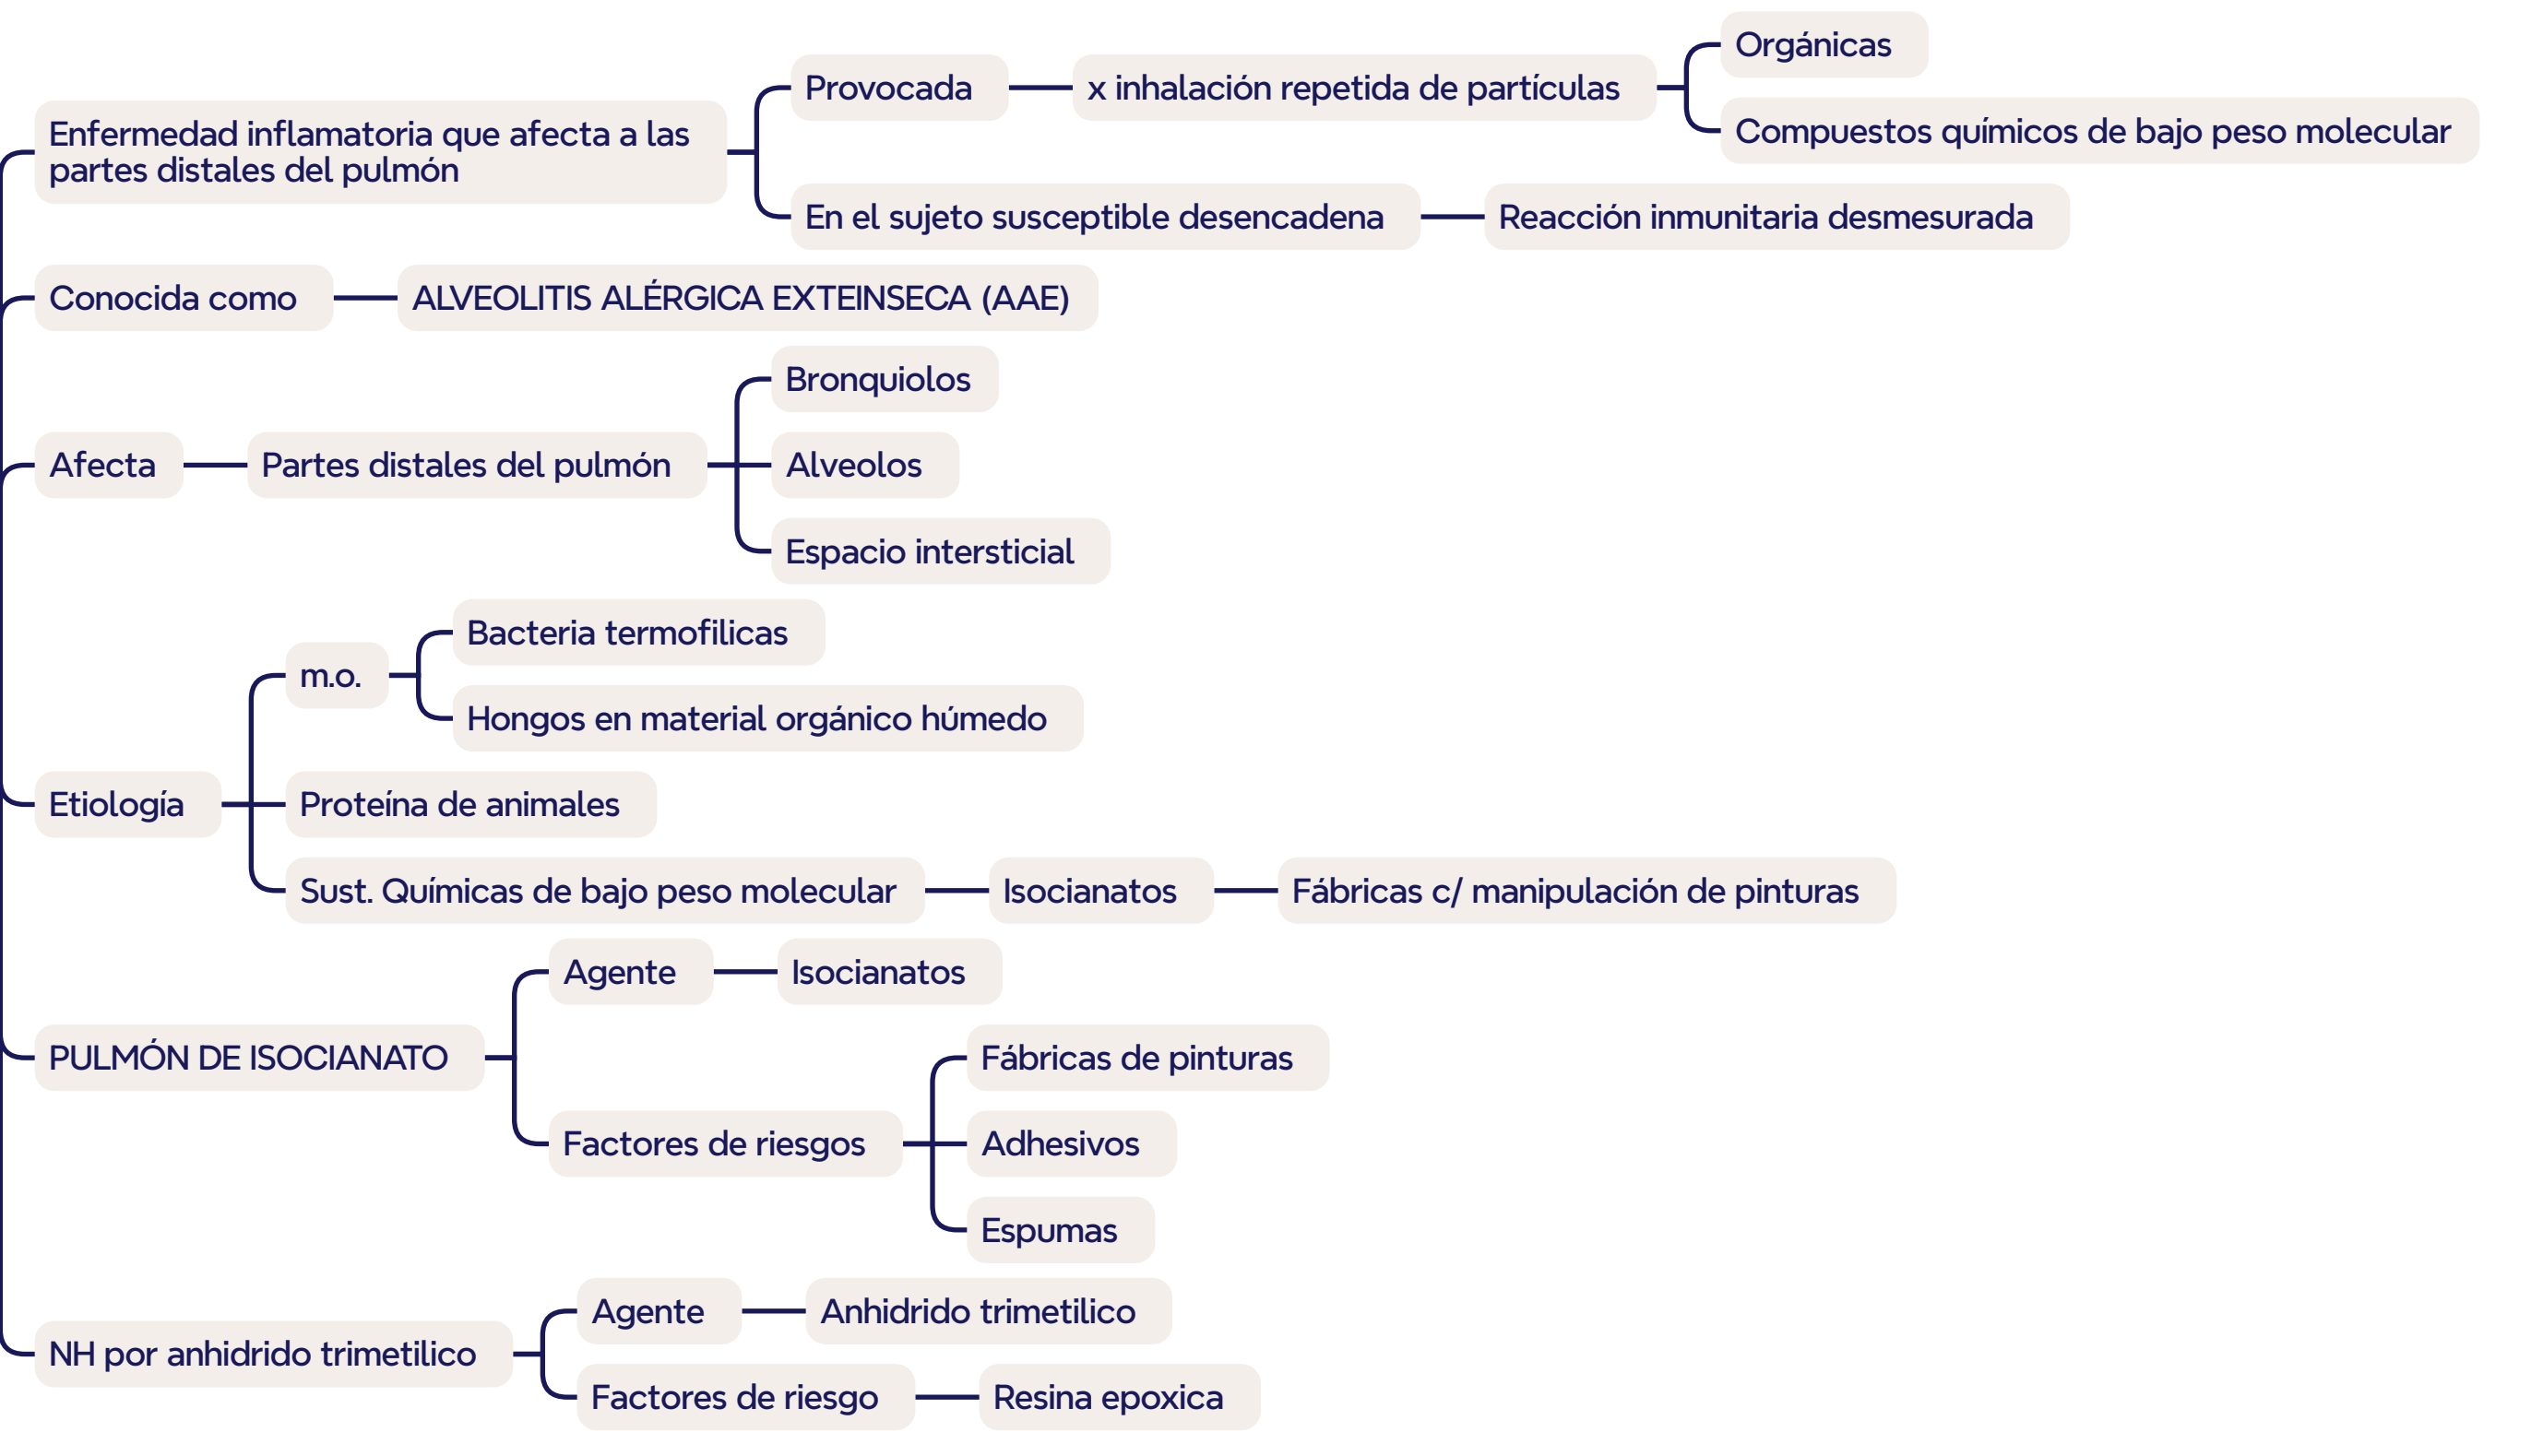 Enfermedad inflamatoria que afecta a las
partes distales del pulmón
Provocada
x inhalación repetida de partículas
Orgánicas
Compuestos químicos de bajo peso molecular
En el sujeto susceptible desencadena
Reacción inmunitaria desmesurada
Conocida como
ALVEOLITIS ALÉRGICA EXTEINSECA (AAE)
Afecta
Partes distales del pulmón
Bronquiolos
Alveolos
Espacio intersticial
Etiología
m.o.
Bacteria termofilicas
Hongos en material orgánico húmedo
Proteína de animales
Sust. Químicas de bajo peso molecular
Isocianatos
Fábricas c/ manipulación de pinturas
PULMÓN DE ISOCIANATO
Agente
Isocianatos
Factores de riesgos
Fábricas de pinturas
Adhesivos
Espumas
NH por anhidrido trimetilico
Agente
Anhidrido trimetilico
Factores de riesgo
Resina epoxica